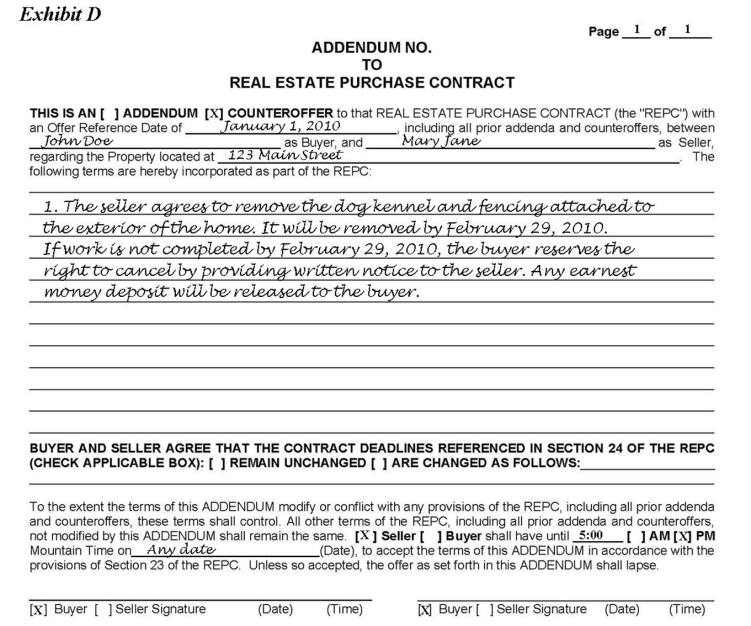 Exhibit D
Page 1 of 1
ADDENDUM NO.
TO
REAL ESTATE PURCHASE CONTRACT
THIS IS AN [ ] ADDENDUM [X] COUNTEROFFER to that REAL ESTATE PURCHASE CONTRACT (the "REPC") with
an Offer Reference Date of January 1, 2010, including all prior addenda and counteroffers, between
John Doe as Buyer, and Mary Jane as Seller,
regarding the Property located at 123 Main Street. The
following terms are hereby incorporated as part of the REPC:
1. The seller agrees to remove the dog kennel and fencing attached to
the exterior of the home. It will be removed by February 29, 2010.
If work is not completed by February 29, 2010, the buyer reserves the
right to cancel by providing written notice to the seller. Any earnest
money deposit will be released to the buyer.
BUYER AND SELLER AGREE THAT THE CONTRACT DEADLINES REFERENCED IN SECTION 24 OF THE REPC
(CHECK APPLICABLE BOX): [ ] REMAIN UNCHANGED [ ] ARE CHANGED AS FOLLOWS:
To the extent the terms of this ADDENDUM modify or conflict with any provisions of the REPC, including all prior addenda
and counteroffers, these terms shall control. All other terms of the REPC, including all prior addenda and counteroffers,
not modified by this ADDENDUM shall remain the same. [X ] Seller [ ] Buyer shall have until 5:00 [ ] AM [X] PM
Mountain Time on Any date (Date), to accept the terms of this ADDENDUM in accordance with the
provisions of Section 23 of the REPC. Unless so accepted, the offer as set forth in this ADDENDUM shall lapse.
[X] Buyer [ ] Seller Signature (Date) (Time) [X] Buyer [ ] Seller Signature (Date) (Time)